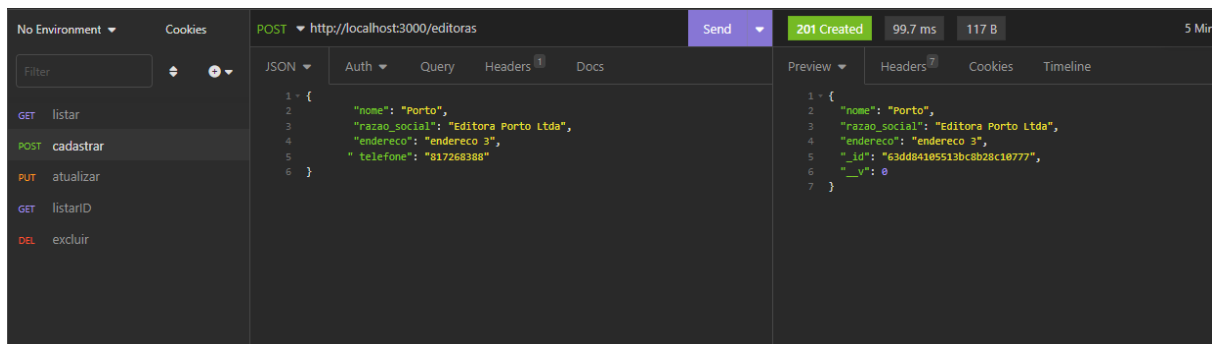 No Environment Cookies
POST http://localhost:3000/editoras Send
201 Created 99.7 ms 117 B 5 Min
Filter
JSON Auth Query Headers 1 Docs
Preview Headers 7 Cookies Timeline
GET listar
POST cadastrar
PUT atualizar
GET listarID
DEL excluir
1 {
2 "nome": "Porto",
3 "razao_social": "Editora Porto Ltda",
4 "endereco": "endereco 3",
5 " telefone": "817268388"
6 }
1 {
2 "nome": "Porto",
3 "razao_social": "Editora Porto Ltda",
4 "endereco": "endereco 3",
5 "_id": "63dd84105513bc8b28c10777",
6 "__v": 0
7 }